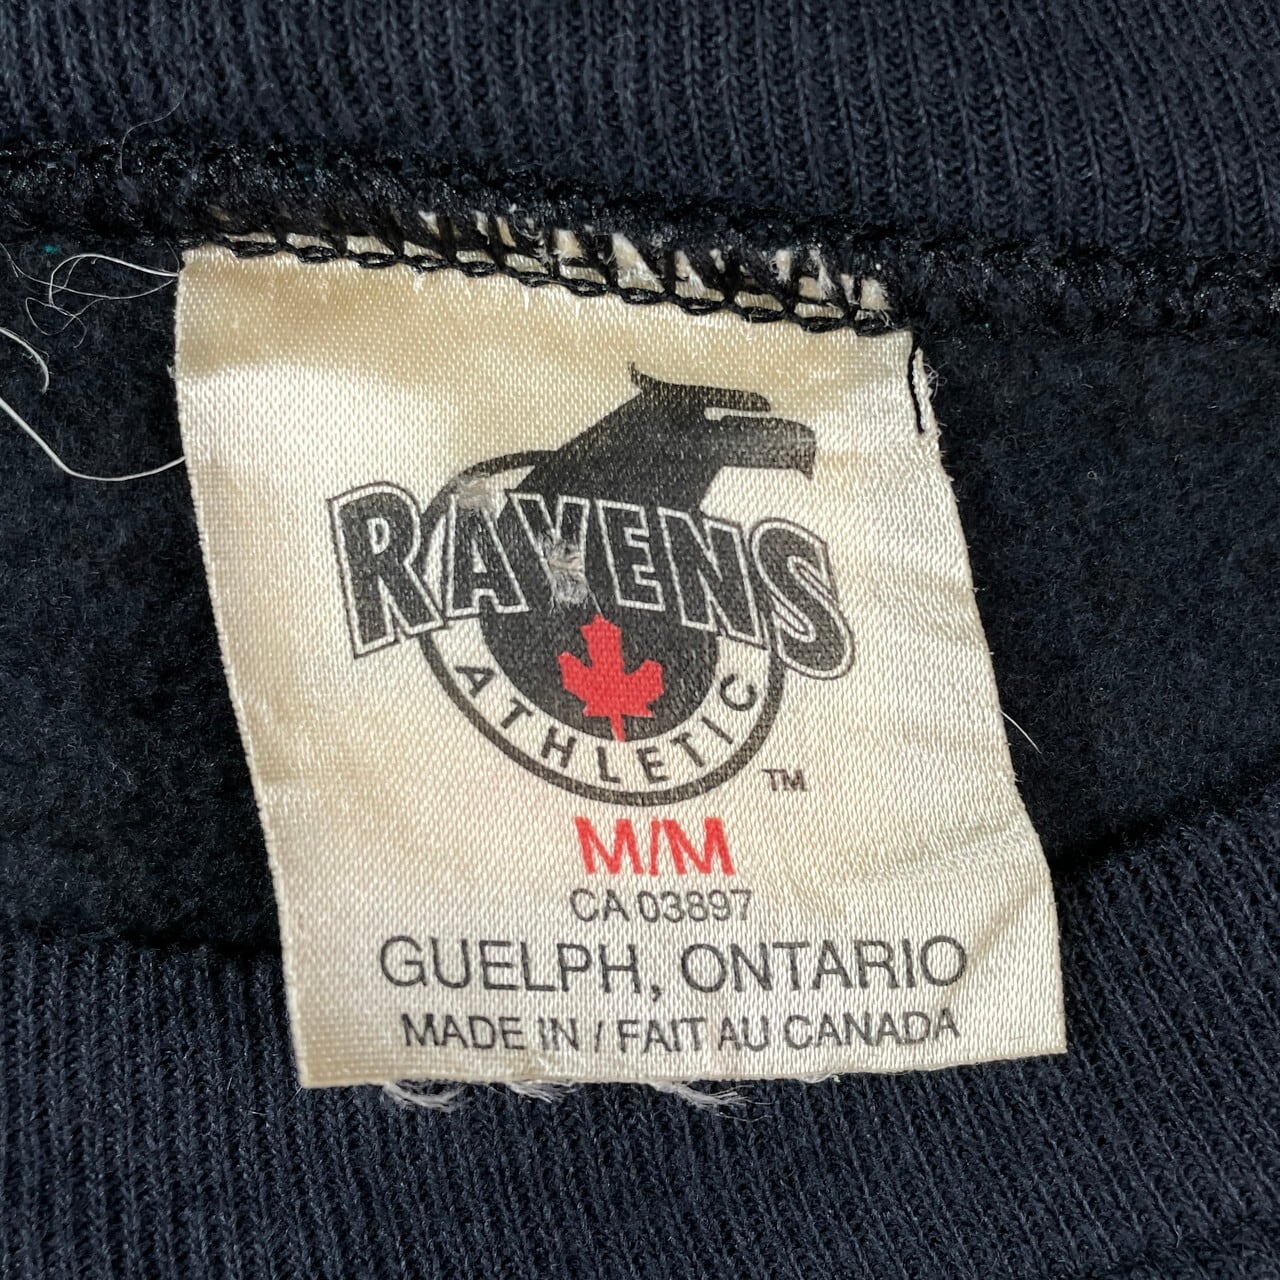 RAVENS
ATHLETIC
TM
M/M
CA 03897
GUELPH, ONTARIO
MADE IN / FAIT AU CANADA